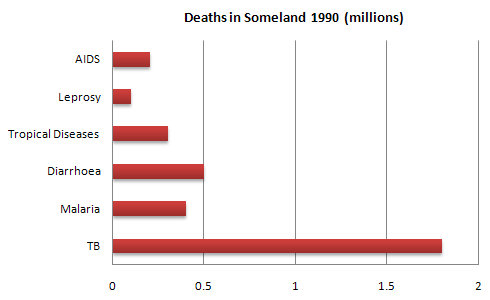 Deaths in Someland 1990 (millions)
AIDS
Leprosy
Tropical Diseases
Diarrhoea
Malaria
TB
0 0.5 1 1.5 2